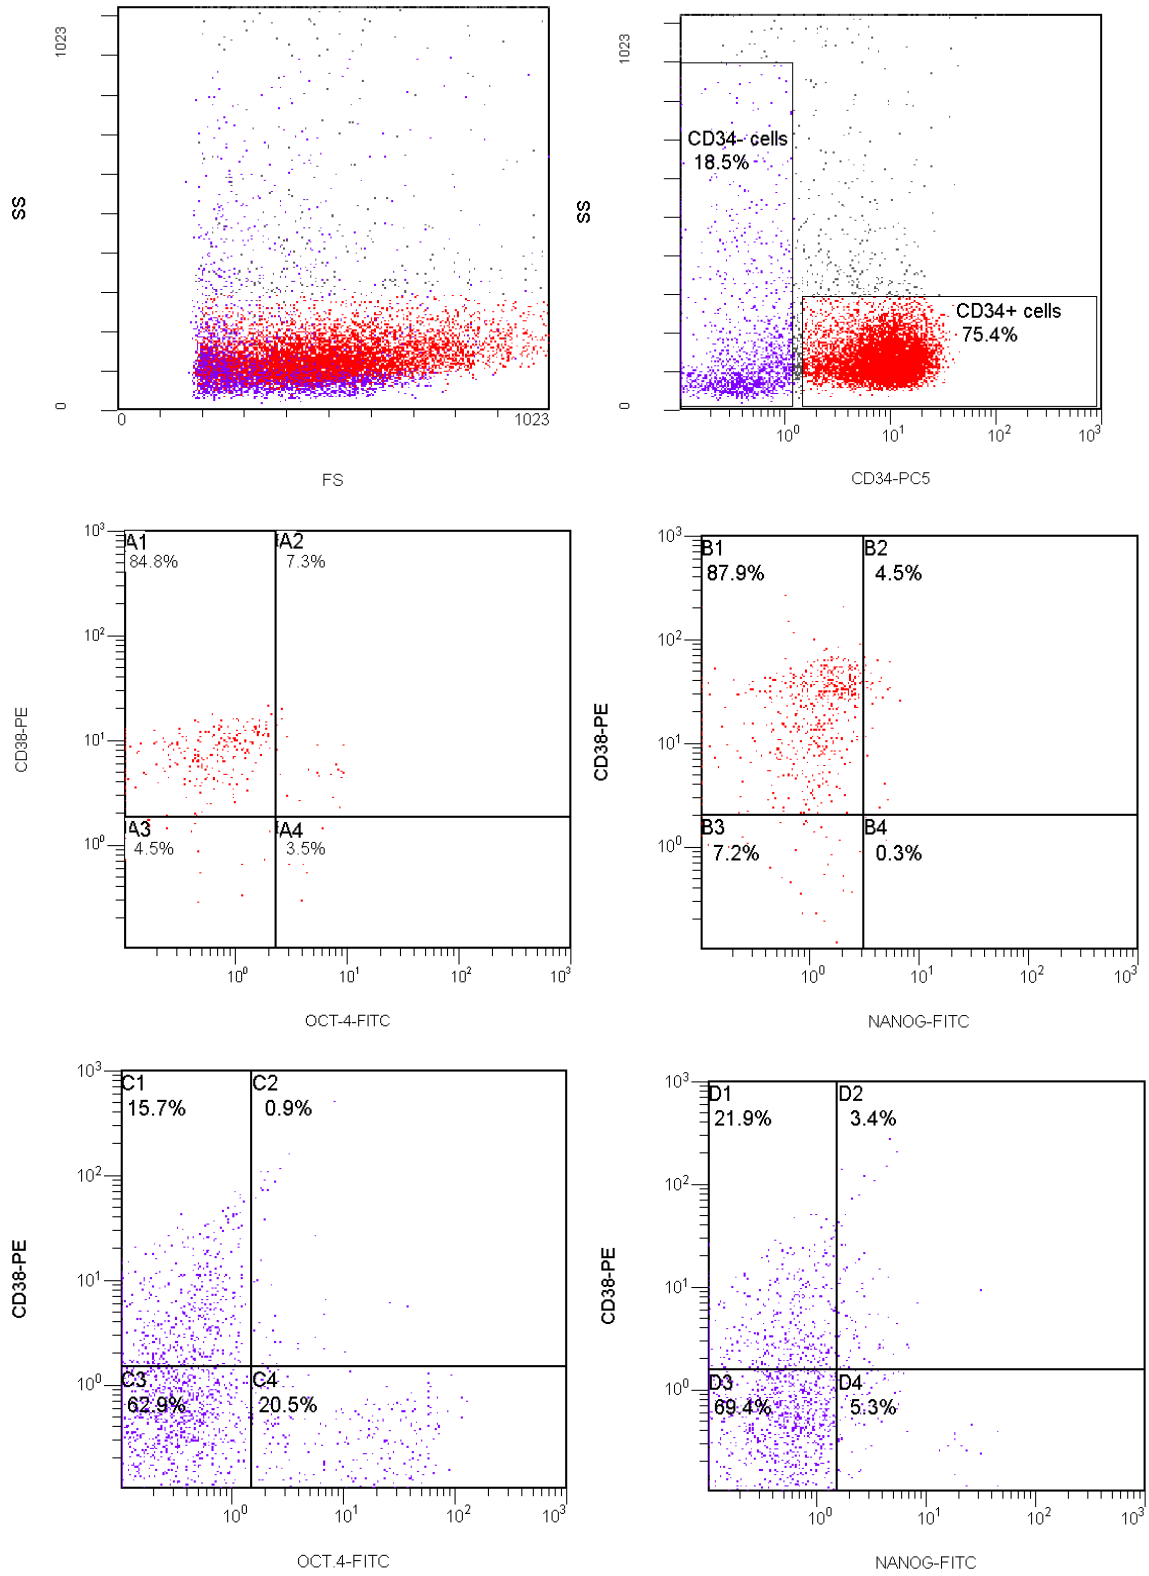 1023
SS
0
0
1023
FS
1023
SS
0
CD34- cells
18.5%
CD34+ cells
75.4%
10^0
10^1
10^2
10^3
CD34-PC5
10^3
10^2
10^1
10^0
CD38-PE
A1
84.8%
A2
7.3%
A3
4.5%
A4
3.5%
10^0
10^1
10^2
10^3
OCT-4-FITC
10^3
10^2
10^1
10^0
CD38-PE
B1
87.9%
B2
4.5%
B3
7.2%
B4
0.3%
10^0
10^1
10^2
10^3
NANOG-FITC
10^3
10^2
10^1
10^0
CD38-PE
C1
15.7%
C2
0.9%
C3
62.9%
C4
20.5%
10^0
10^1
10^2
10^3
OCT.4-FITC
10^3
10^2
10^1
10^0
CD38-PE
D1
21.9%
D2
3.4%
D3
69.4%
D4
5.3%
10^0
10^1
10^2
10^3
NANOG-FITC